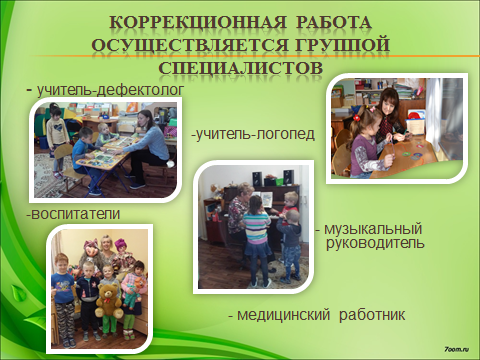 КОРРЕКЦИОННАЯ РАБОТА
ОСУЩЕСТВЛЯЕТСЯ ГРУППОЙ
СПЕЦИАЛИСТОВ
- учитель-дефектолог
-учитель-логопед
-воспитатели
- музыкальный
руководитель
- медицинский работник
7oom.ru